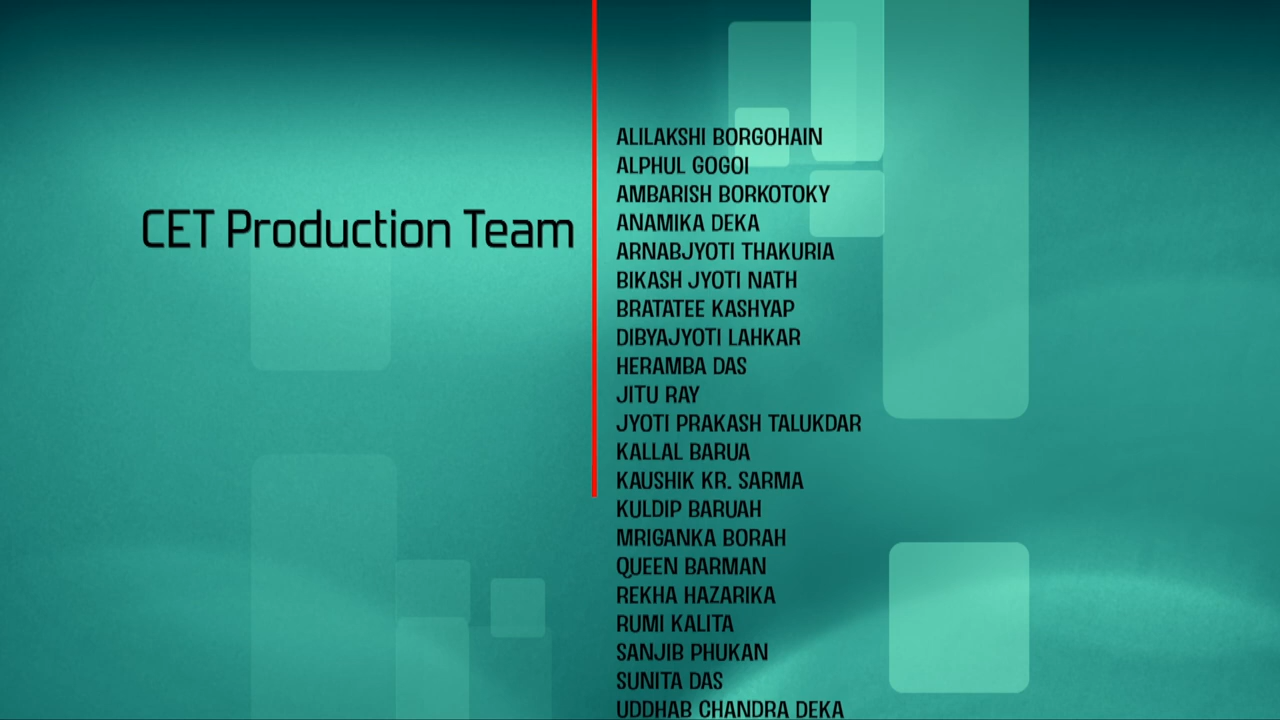 CET Production Team
ALILAKSHI BORGOHAIN
ALPHUL GOGOI
AMBARISH BORKOTOKY
ANAMIKA DEKA
ARNABJYOTI THAKURIA
BIKASH JYOTI NATH
BRATATEE KASHYAP
DIBYAJYOTI LAHKAR
HERAMBA DAS
JITU RAY
JYOTI PRAKASH TALUKDAR
KALLAL BARUA
KAUSHIK KR. SARMA
KULDIP BARUAH
MRIGANKA BORAH
QUEEN BARMAN
REKHA HAZARIKA
RUMI KALITA
SANJIB PHUKAN
SUNITA DAS
UDDHAB CHANDRA DEKA